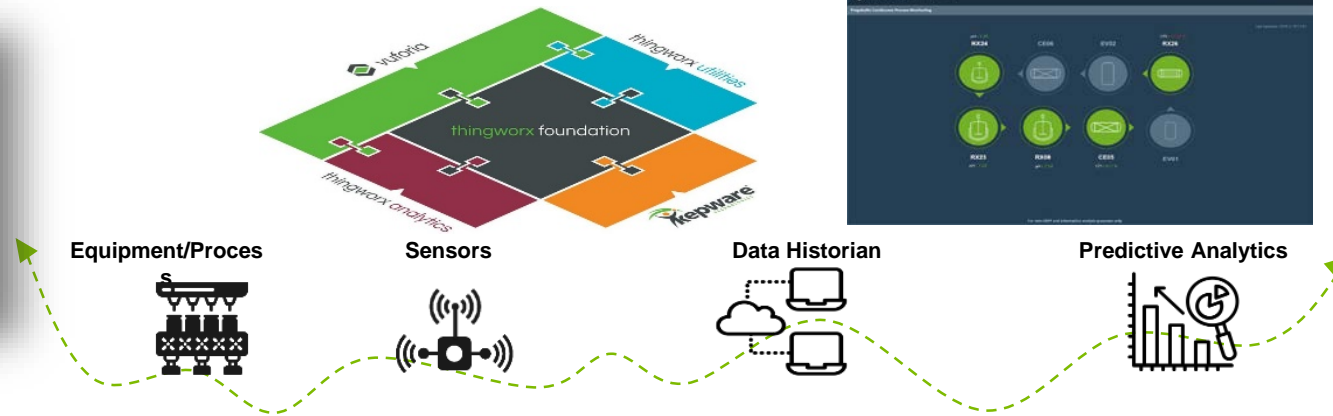 vuforia
thingworx utilities
thingworx foundation
thingworx analytics
kepware
RX24
CE06
EV02
RX26
RX23
RX08
CE05
EV01
Equipment/Proces
s
Sensors
Data Historian
Predictive Analytics